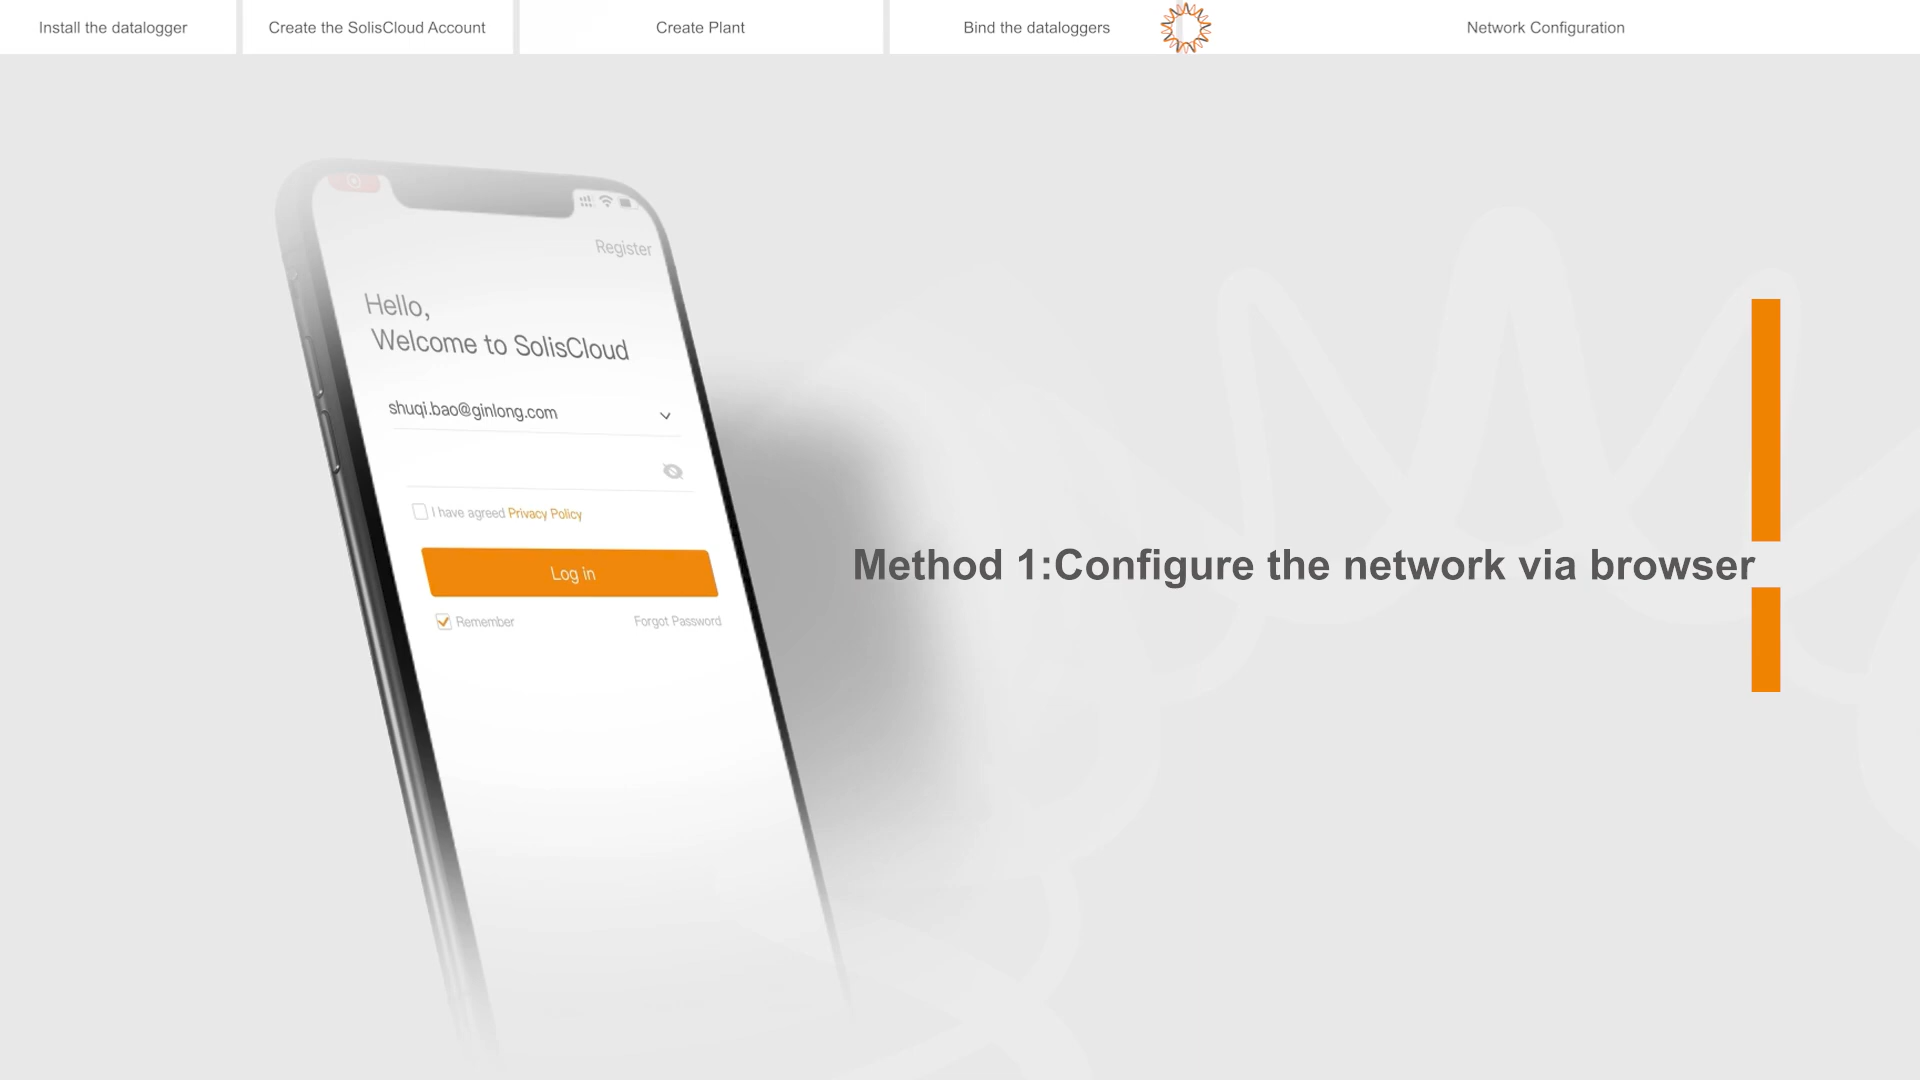 Install the datalogger
Create the SolisCloud Account
Create Plant
Bind the dataloggers
Network Configuration
Register
Hello,
Welcome to SolisCloud
shuqi.bao@ginlong.com
I have agreed Privacy Policy
Log in
Remember
Forgot Password
Method 1:Configure the network via browser